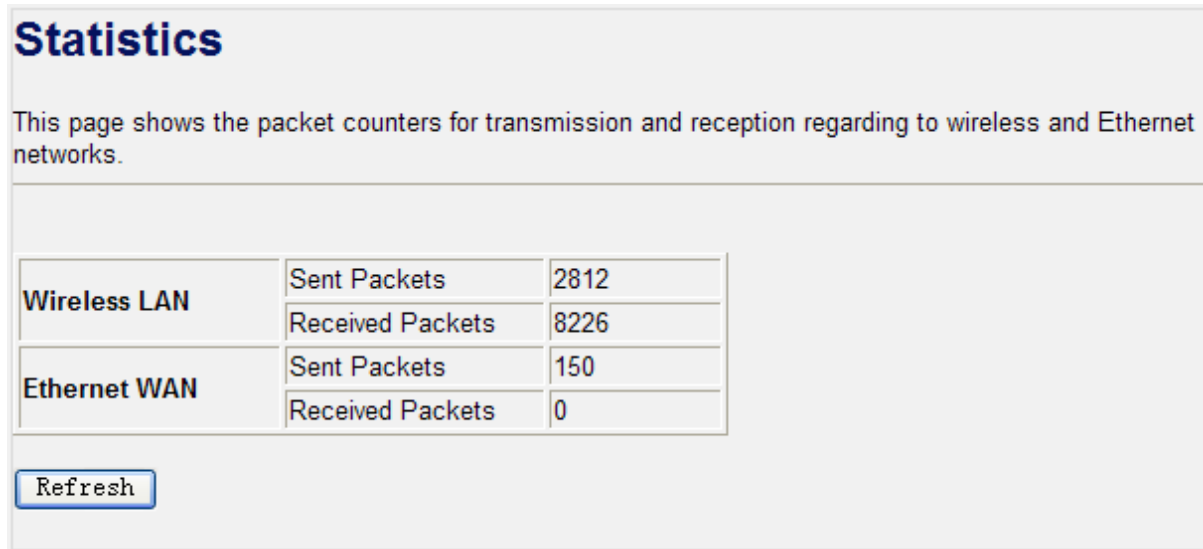 Statistics
This page shows the packet counters for transmission and reception regarding to wireless and Ethernet
networks.
Wireless LAN
Sent Packets 2812
Received Packets 8226
Ethernet WAN
Sent Packets 150
Received Packets 0
Refresh